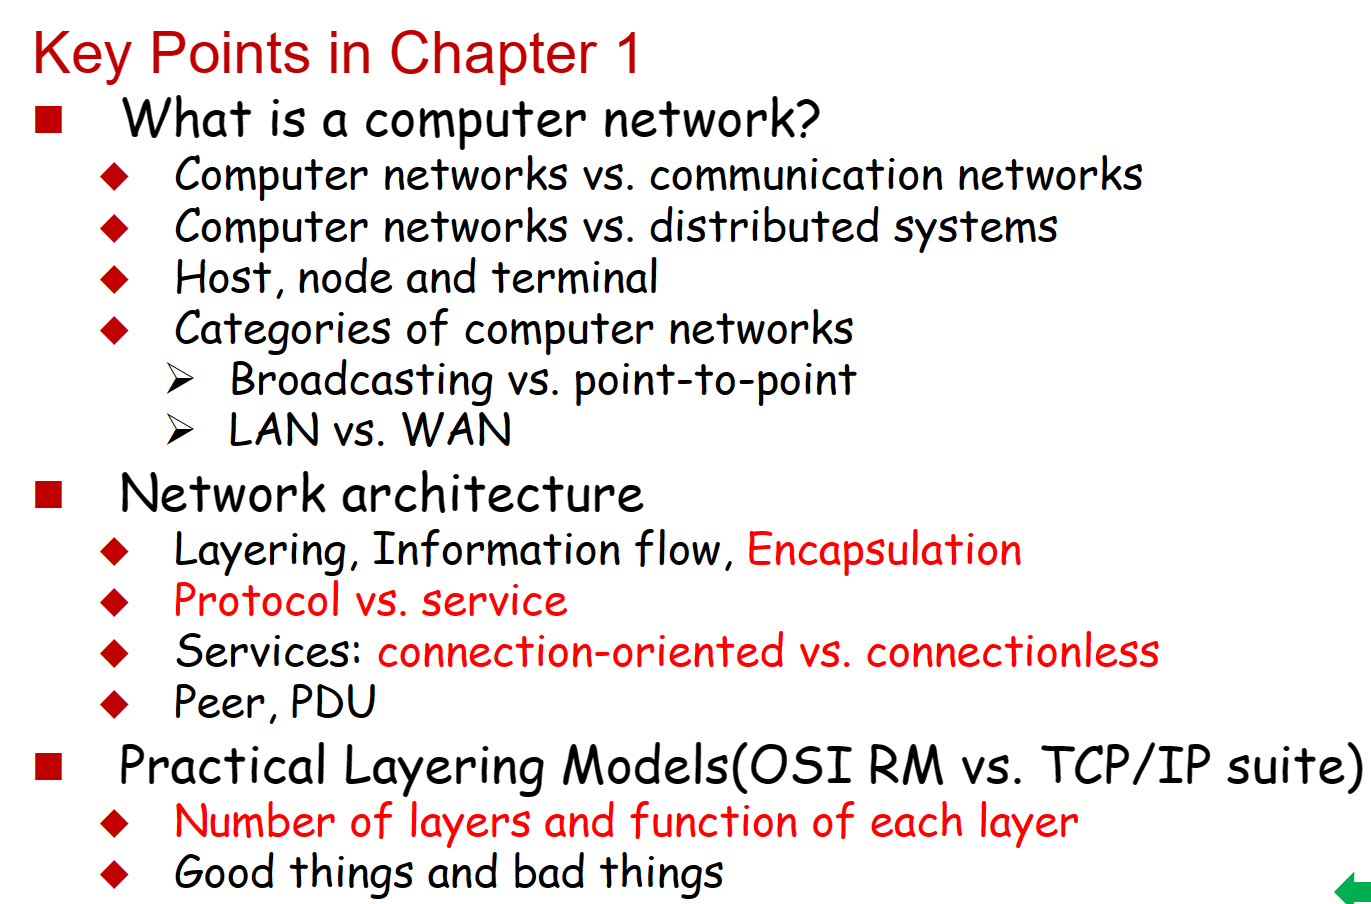 Key Points in Chapter 1
What is a computer network?
Computer networks vs. communication networks
Computer networks vs. distributed systems
Host, node and terminal
Categories of computer networks
Broadcasting vs. point-to-point
LAN vs. WAN
Network architecture
Layering, Information flow, Encapsulation
Protocol vs. service
Services: connection-oriented vs. connectionless
Peer, PDU
Practical Layering Models(OSI RM vs. TCP/IP suite)
Number of layers and function of each layer
Good things and bad things